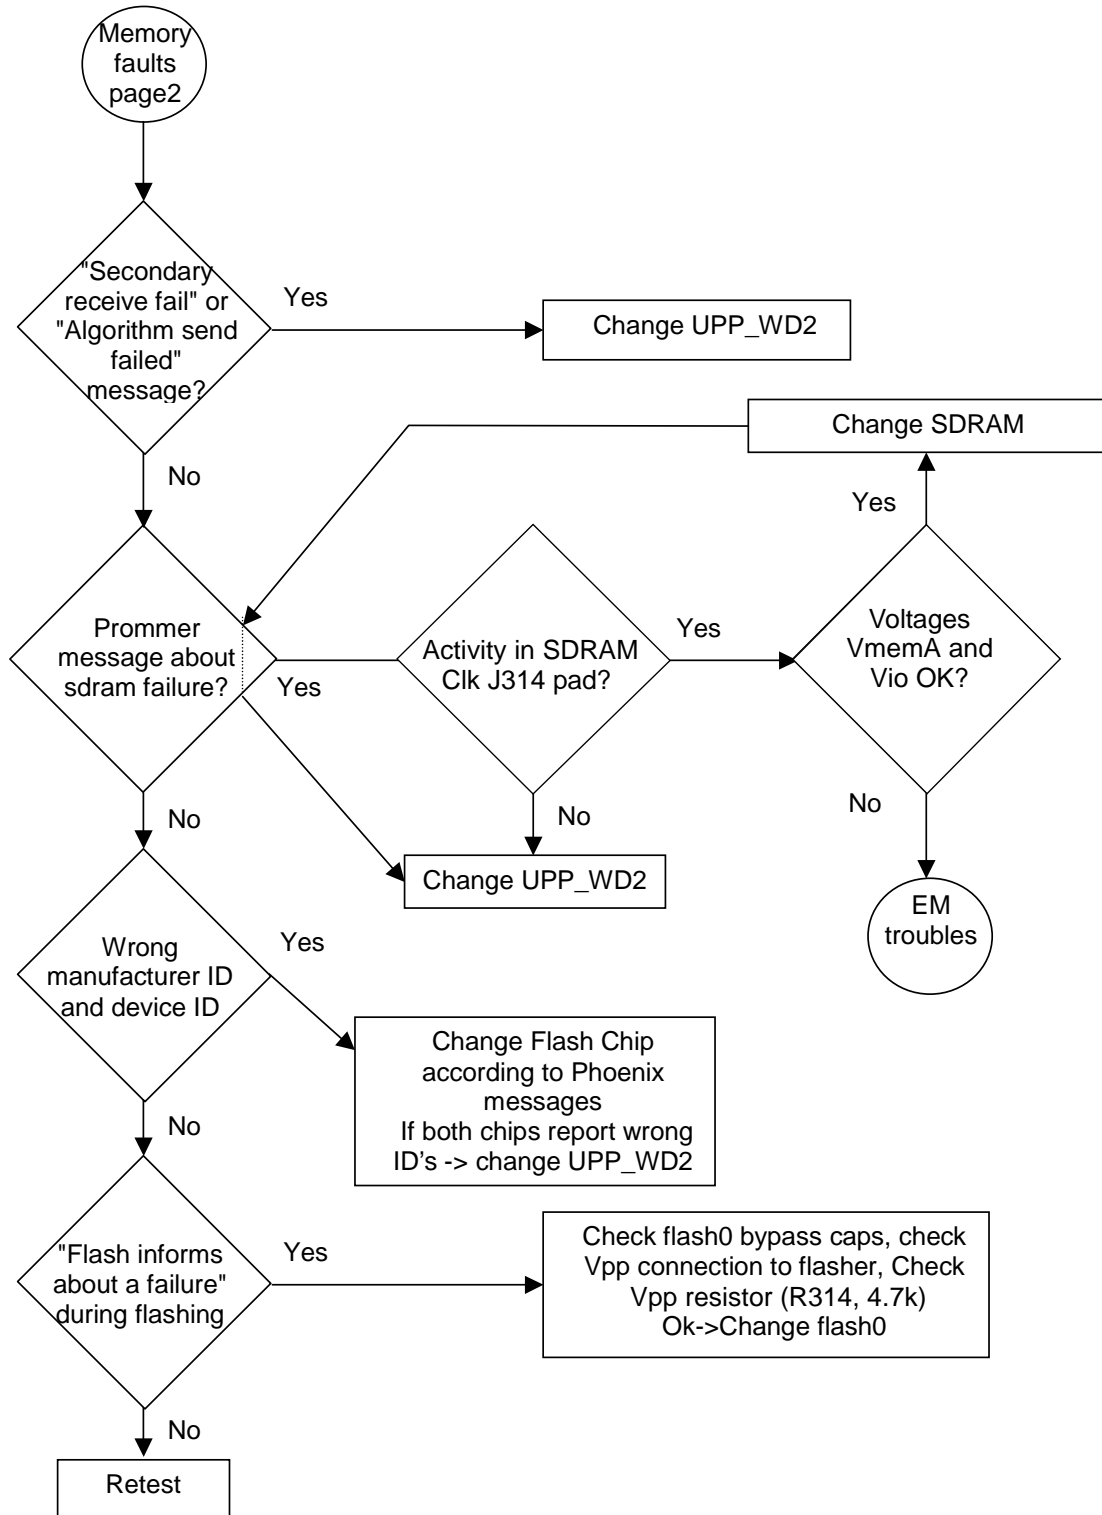 Memory
faults
page2
"Secondary
receive fail" or
"Algorithm send
failed"
message?
Yes
Change UPP_WD2
No
Change SDRAM
Yes
Prommer
message about
sdram failure?
Yes
Activity in SDRAM
Clk J314 pad?
Yes
Voltages
VmemA and
Vio OK?
No
No
No
Change UPP_WD2
EM
troubles
Wrong
manufacturer ID
and device ID
Yes
Change Flash Chip
according to Phoenix
messages
If both chips report wrong
ID's -> change UPP_WD2
No
"Flash informs
about a failure"
during flashing
Yes
Check flash0 bypass caps, check
Vpp connection to flasher, Check
Vpp resistor (R314, 4.7k)
Ok->Change flash0
No
Retest